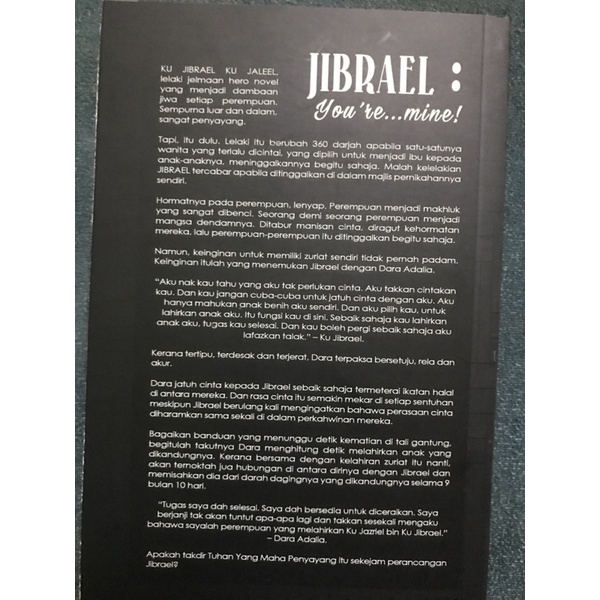 JIBRAEL :
You're...mine!
KU JIBRAEL KU JALEEL,
lelaki jelmaan hero novel
yang menjadi dambaan
jiwa setiap perempuan.
Sempurna luar dan dalam,
sangat penyayang.
Tapi, itu dulu. Lelaki itu berubah 360 darjah apabila satu-satunya
wanita yang terlalu dicintai, yang dipilih untuk menjadi ibu kepada
anak-anaknya, meninggalkannya begitu sahaja. Malah kelelakian
JIBRAEL tercabar apabila ditinggalkan di dalam majlis pernikahannya
sendiri.
Hormatnya pada perempuan, lenyap. Perempuan menjadi makhluk
yang sangat dibenci. Seorang demi seorang perempuan menjadi
mangsa dendamnya. Ditabur manisan cinta, diragut kehormatan
mereka, lalu perempuan-perempuan itu ditinggalkan begitu sahaja.
Namun, keinginan untuk memiliki zuriat sendiri tidak pernah padam.
Keinginan itulah yang menemukan Jibrael dengan Dara Adalia.
“Aku nak kau tahu yang aku tak perlukan cinta. Aku takkan cintakan
kau. Dan kau jangan cuba-cuba untuk jatuh cinta dengan aku. Aku
hanya mahukan anak benih aku sendiri. Dan aku pilih kau, untuk
lahirkan anak aku. Itu fungsi kau di sini. Sebaik sahaja kau lahirkan
anak aku, tugas kau selesai. Dan kau boleh pergi sebaik sahaja aku
lafazkan talak.” – Ku Jibrael.
Kerana tertipu, terdesak dan terjerat, Dara terpaksa bersetuju, rela dan
akur.
Dara jatuh cinta kepada Jibrael sebaik sahaja termeterai ikatan halal
di antara mereka. Dan rasa cinta itu semakin mekar di setiap sentuhan
meskipun Jibrael berulang kali mengingatkan bahawa perasaan cinta
diharamkan sama sekali di dalam perkahwinan mereka.
Bagaikan banduan yang menunggu detik kematian di tali gantung,
begitulah takutnya Dara menghitung detik melahirkan anak yang
dikandungnya. Kerana bersama dengan kelahiran zuriat itu nanti,
akan ternoktah jua hubungan di antara dirinya dengan Jibrael dan
memisahkan dia dari darah dagingnya yang dikandungnya selama 9
bulan 10 hari.
“Tugas saya dah selesai. Saya dah bersedia untuk diceraikan. Saya
berjanji tak akan tuntut apa-apa lagi dan takkan sesekali mengaku
bahawa sayalah perempuan yang melahirkan Ku Jazriel bin Ku Jibrael.”
– Dara Adalia.
Apakah takdir Tuhan Yang Maha Penyayang itu sekejam perancangan
Jibrael?